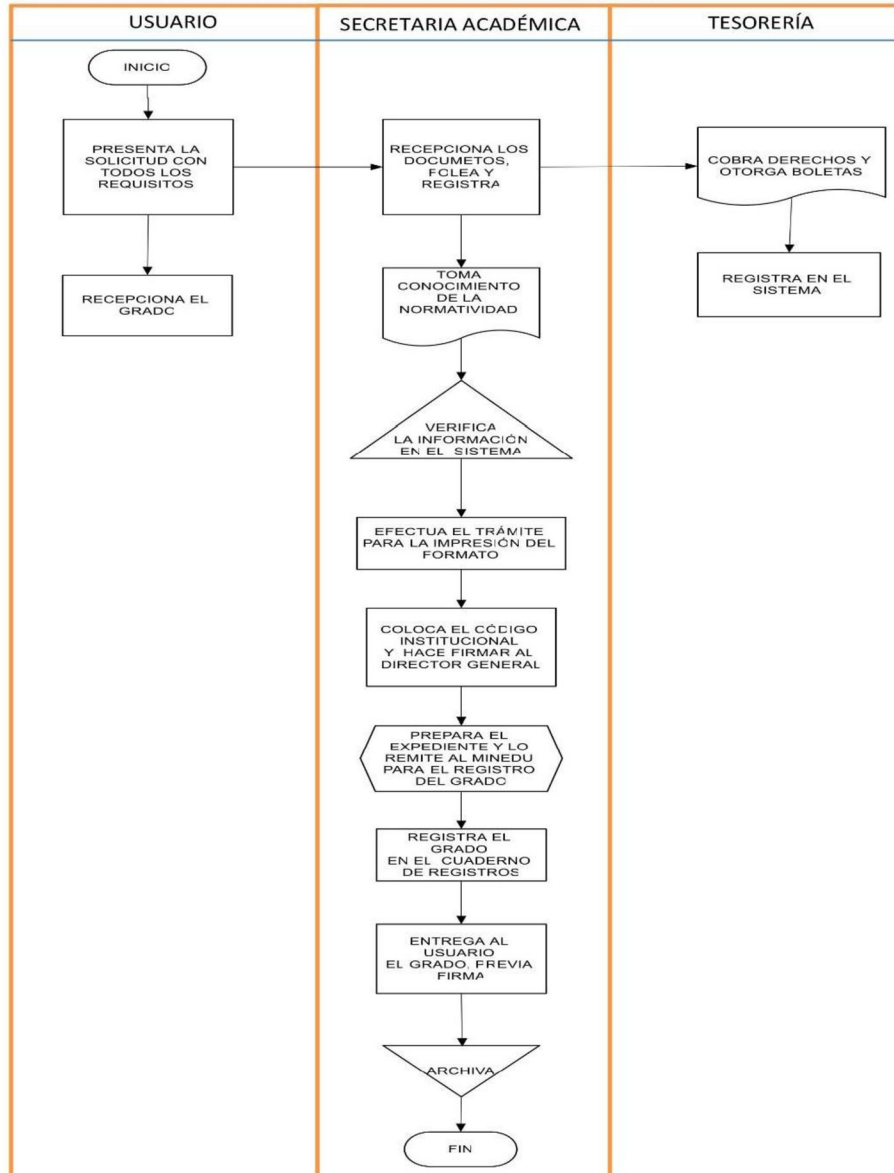 USUARIO
SECRETARIA ACADÉMICA
TESORERÍA
INICIC
PRESENTA LA
SOLICITUD CON
TODOS LOS
REQUISITOS
RECEPCIONA LOS
DOCUMETOS,
FCLEA Y
REGISTRA
COBRA DERECHOS Y
OTORGA BOLETAS
RECEPCIONA EL
GRADC
TOMA
CONOCIMIENTO
DE LA
NORMATIVIDAD
REGISTRA EN EL
SISTEMA
VERIFICA
LA INFORMACIÓN
EN EL SISTEMA
EFECTUA EL TRÁMITE
PARA LA IMPRESIÓN DEL
FORMATO
COLOCA EL CÓDIGO
INSTITUCIONAL
Y HACE FIRMAR AL
DIRECTOR GENERAL
PREPARA EL
EXPEDIENTE Y LO
REMITE AL MINEDU
PARA EL REGISTRO
DEL GRADC
REGISTRA EL
GRADO
EN EL CUADERNO
DE REGISTROS
ENTREGA AL
USUARIO
EL GRADO, FREVIA
FIRMA
ARCHIVA
FIN